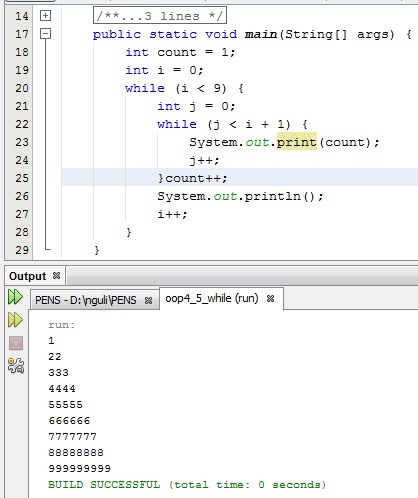 14 /**...3 lines */
17 public static void main(String[] args) {
18 int count = 1;
19 int i = 0;
20 while (i < 9) {
21 int j = 0;
22 while (j < i + 1) {
23 System.out.print(count);
24 j++;
25 }count++;
26 System.out.println();
27 i++;
28 }
29 }
Output
PENS - D:\nguli\PENS oop4_5_while (run)
run:
1
22
333
4444
55555
666666
7777777
88888888
999999999
BUILD SUCCESSFUL (total time: 0 seconds)